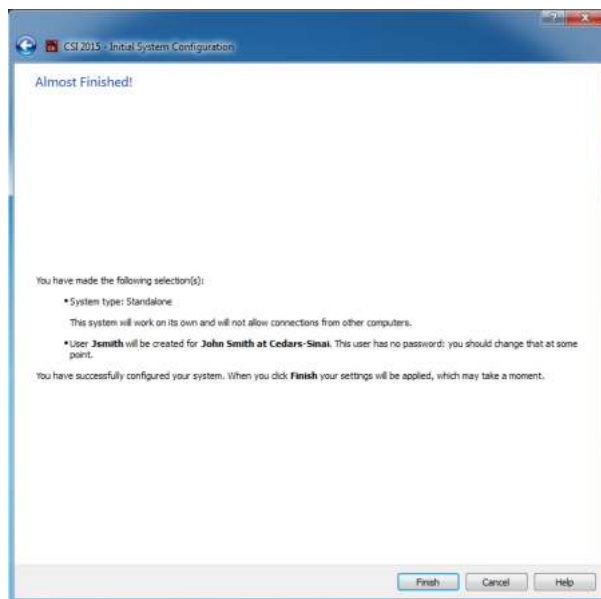 CSI 2015 - Initial System Configuration
Almost Finished!
You have made the following selection(s):
• System type: Standalone
This system will work on its own and will not allow connections from other computers.
• User Jsmith will be created for John Smith at Cedars-Sinai. This user has no password: you should change that at some
point.
You have successfully configured your system. When you click Finish your settings will be applied, which may take a moment.
Finish Cancel Help